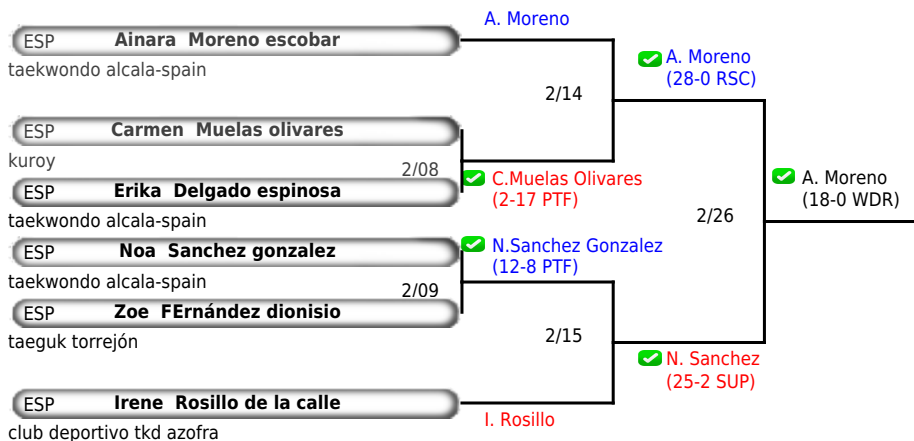 A. Moreno
ESP Ainara Moreno escobar
taekwondo alcala-spain
A. Moreno
(28-0 RSC)
2/14
ESP Carmen Muelas olivares
kuroy
2/08
C.Muelas Olivares
(2-17 PTF)
ESP Erika Delgado espinosa
taekwondo alcala-spain
A. Moreno
(18-0 WDR)
2/26
ESP Noa Sanchez gonzalez
taekwondo alcala-spain
N.Sanchez Gonzalez
(12-8 PTF)
2/09
ESP Zoe FErnández dionisio
taeguk torrejón
2/15
N. Sanchez
(25-2 SUP)
ESP Irene Rosillo de la calle
club deportivo tkd azofra
I. Rosillo